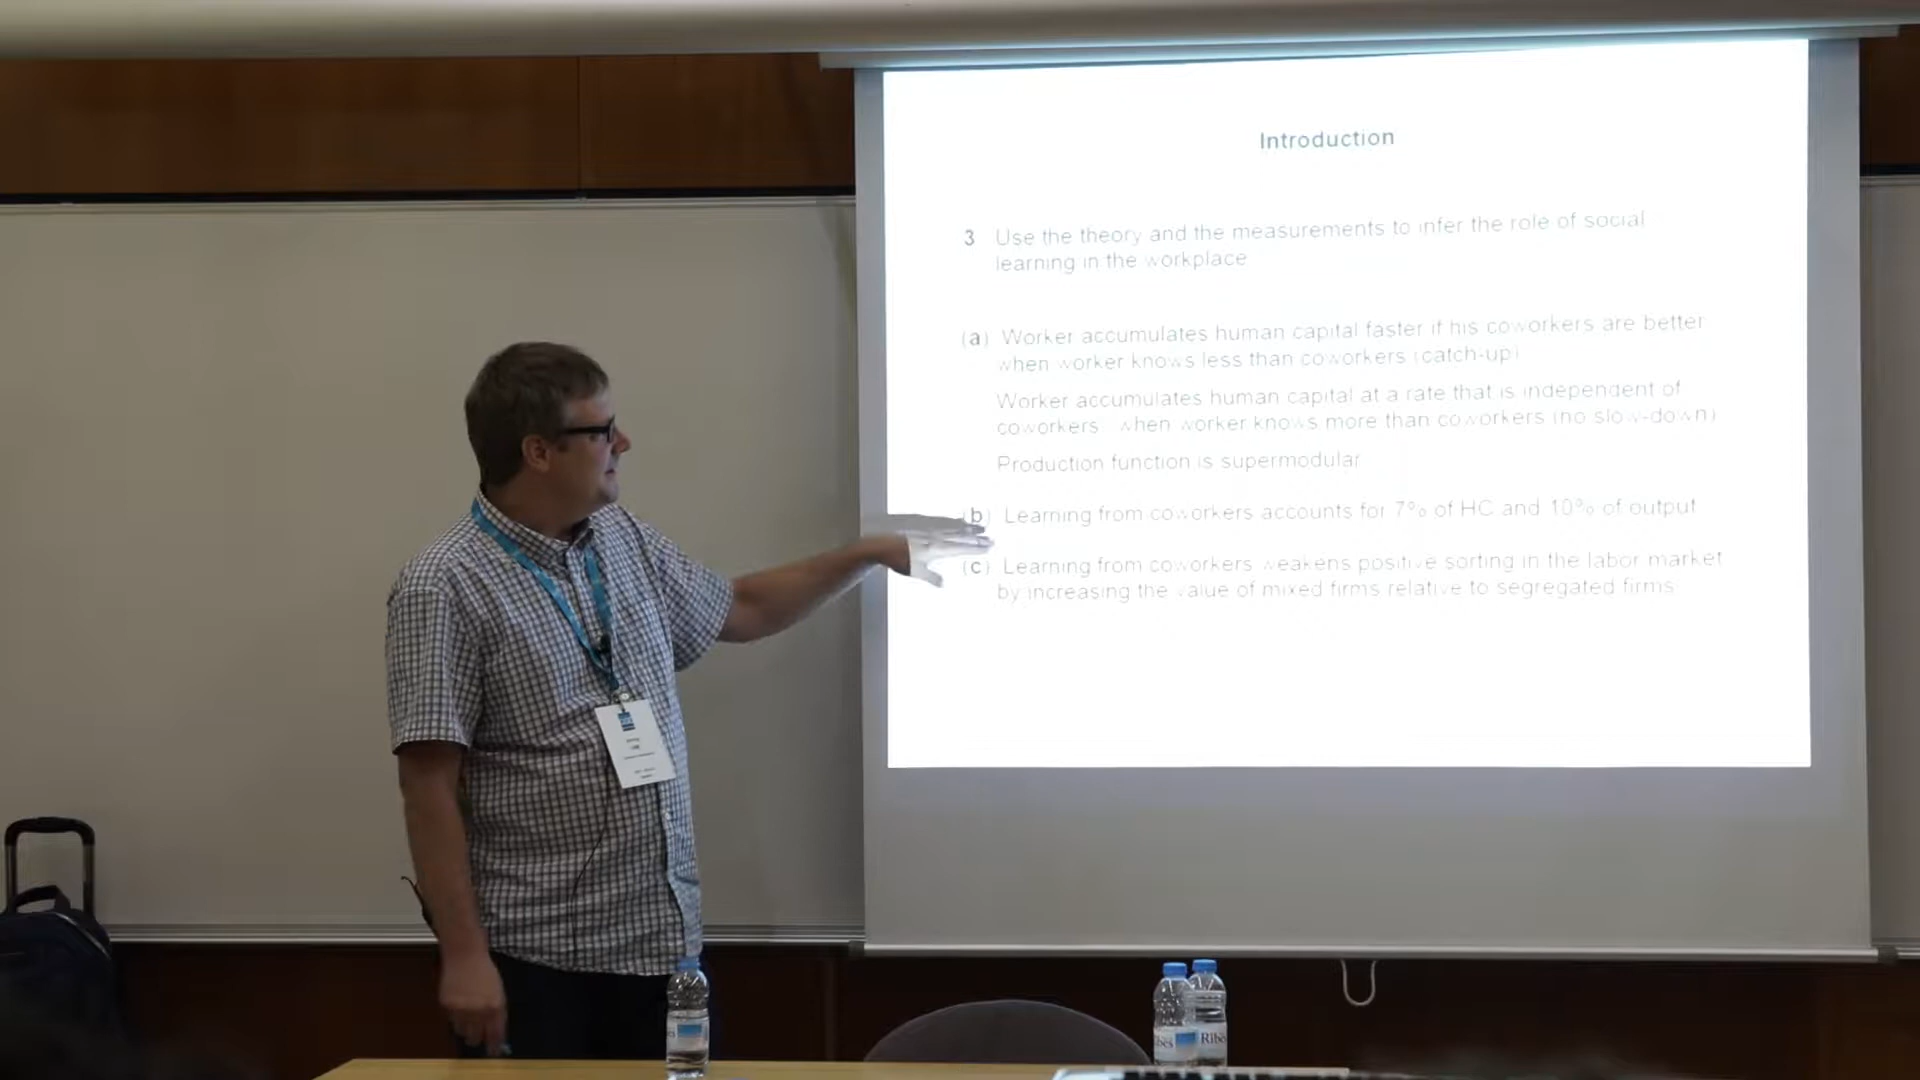 Introduction
3 Use the theory and the measurements to infer the role of social
learning in the workplace
(a) Worker accumulates human capital faster if his coworkers are better
when worker knows less than coworkers (catch-up)
Worker accumulates human capital at a rate that is independent of
coworkers when worker knows more than coworkers (no slow-down)
Production function is supermodular
(b) Learning from coworkers accounts for 7% of HC and 10% of output
(c) Learning from coworkers weakens positive sorting in the labor market
by increasing the value of mixed firms relative to segregated firms
Ribes